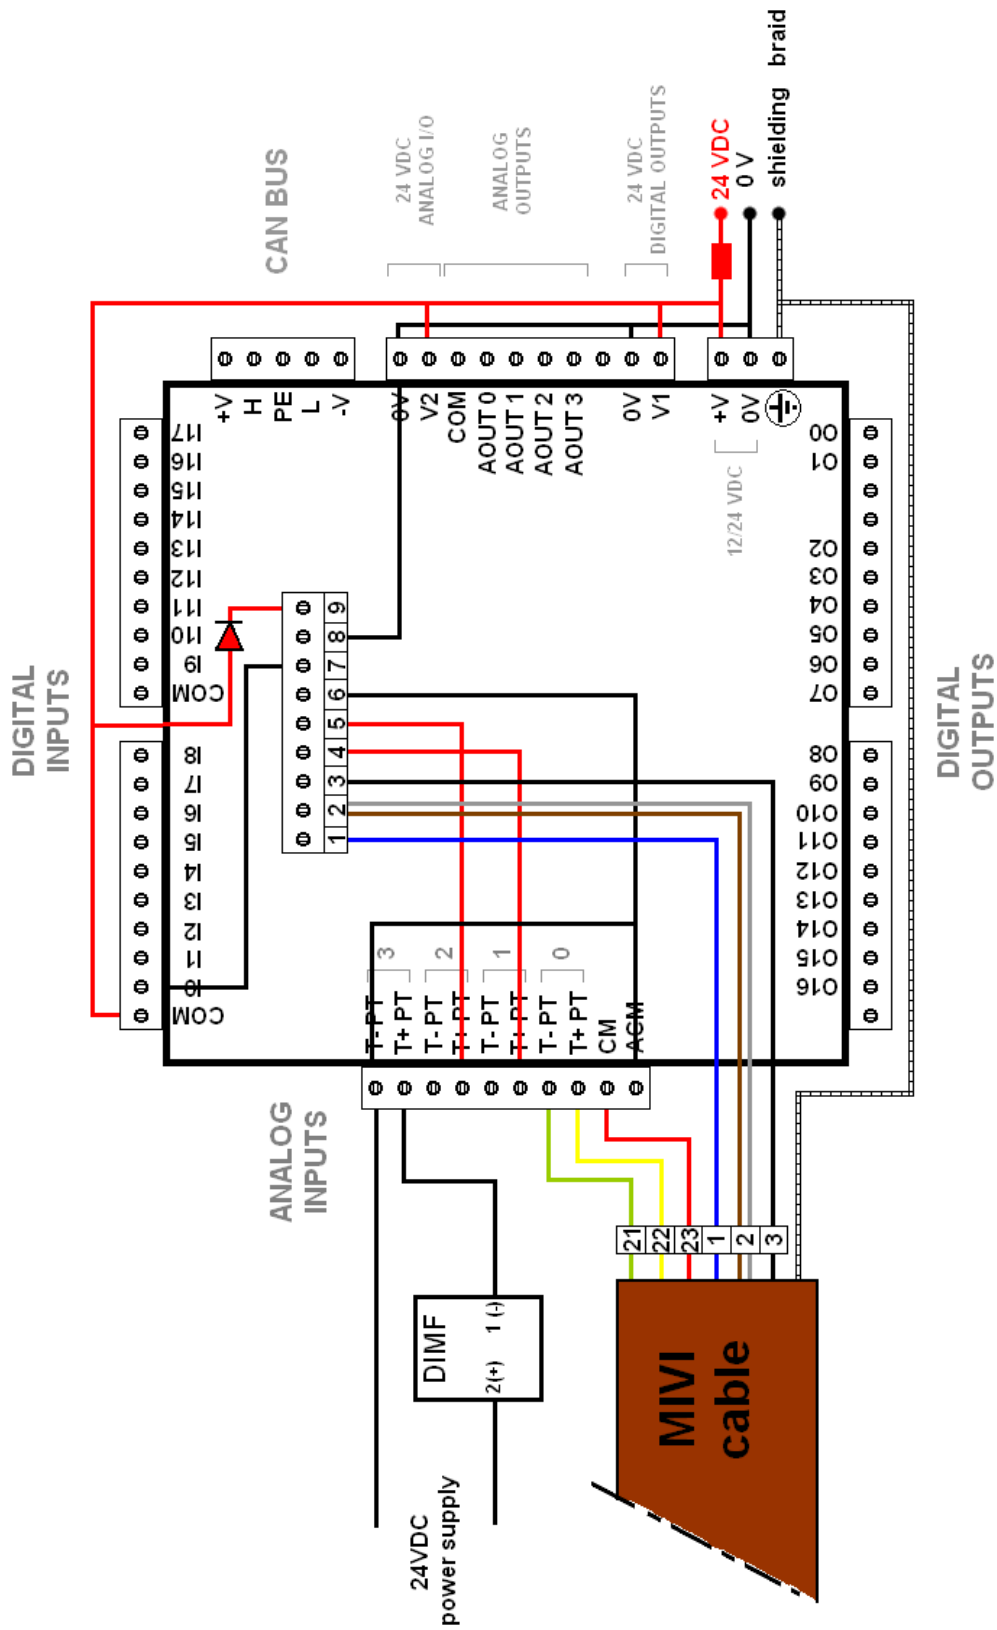 shielding braid
24 VDC
0 V
CAN BUS
24 VDC
ANALOG I/O
ANALOG
OUTPUTS
24 VDC
DIGITAL OUTPUTS
+V
H
PE
L
-V
0V
V2
COM
AOUT 0
AOUT 1
AOUT 2
AOUT 3
0V
V1
+V
0V
12/24 VDC
DIGITAL
INPUTS
I17
I16
I15
I14
I13
I12
I11
I10
I9
COM
I8
I7
I6
I5
I4
I3
I2
I1
I0
COM
9
8
7
6
5
4
3
2
1
O0
O1
O2
O3
O4
O5
O6
O7
O8
O9
O10
O11
O12
O13
O14
O15
O16
DIGITAL
OUTPUTS
3
2
1
0
T- PT
T+ PT
T- PT
T+ PT
T- PT
T+ PT
T- PT
T+ PT
CM
ACM
ANALOG
INPUTS
21
22
23
1
2
3
DIMF
2(+) 1 (-)
MIVI
cable
24VDC
power supply